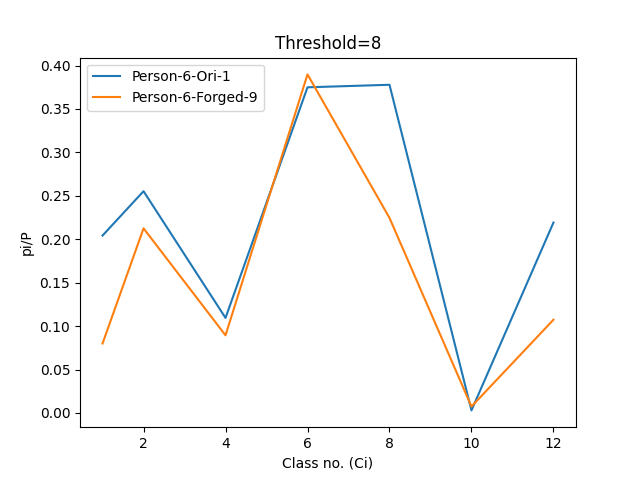 Threshold=8
Person-6-Ori-1
Person-6-Forged-9
pi/P
0.40
0.35
0.30
0.25
0.20
0.15
0.10
0.05
0.00
2 4 6 8 10 12
Class no. (Ci)